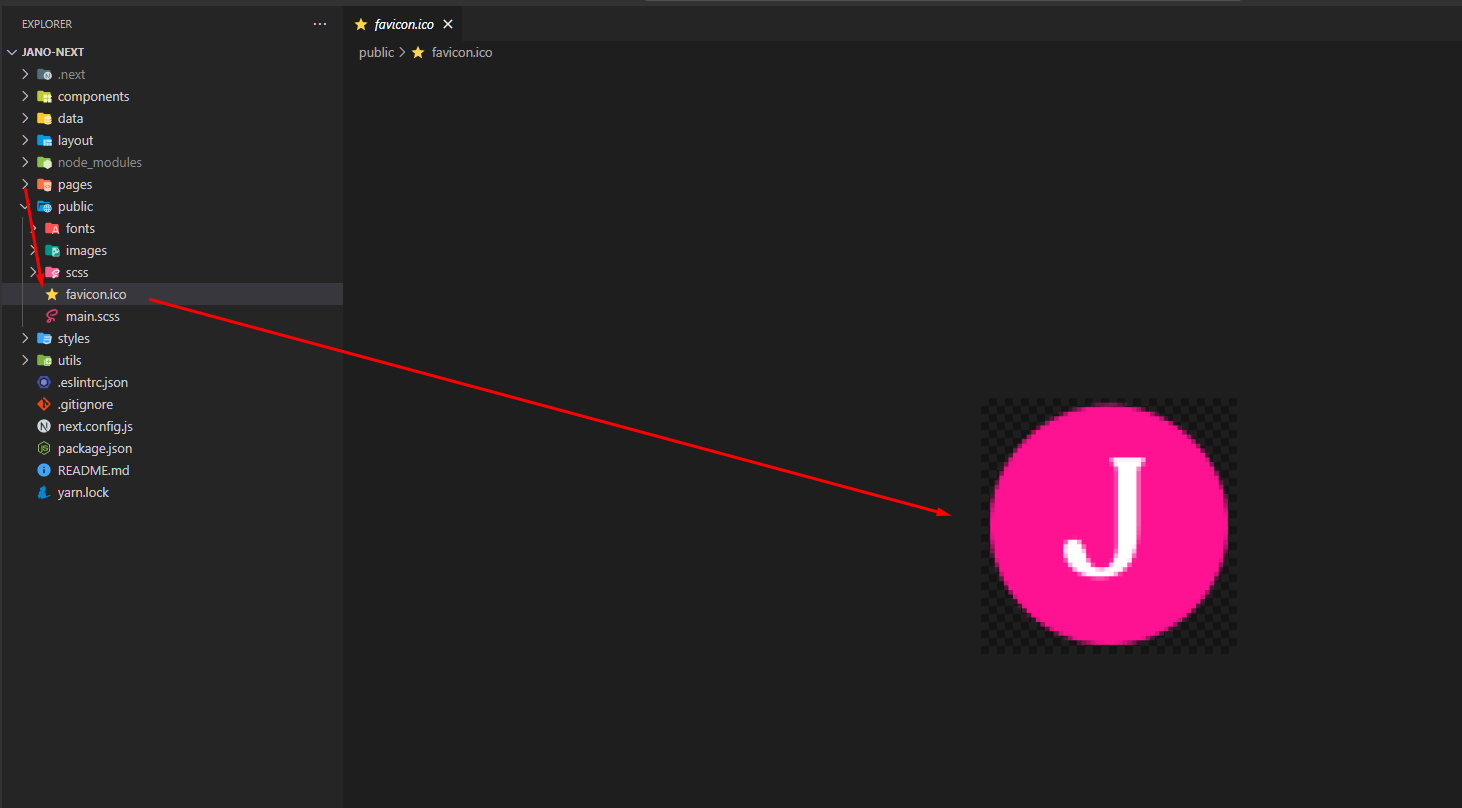 EXPLORER
favicon.ico
JANO-NEXT
public > favicon.ico
.next
components
data
layout
node_modules
pages
public
fonts
images
scss
favicon.ico
main.scss
styles
utils
.eslintrc.json
.gitignore
next.config.js
package.json
README.md
yarn.lock
J